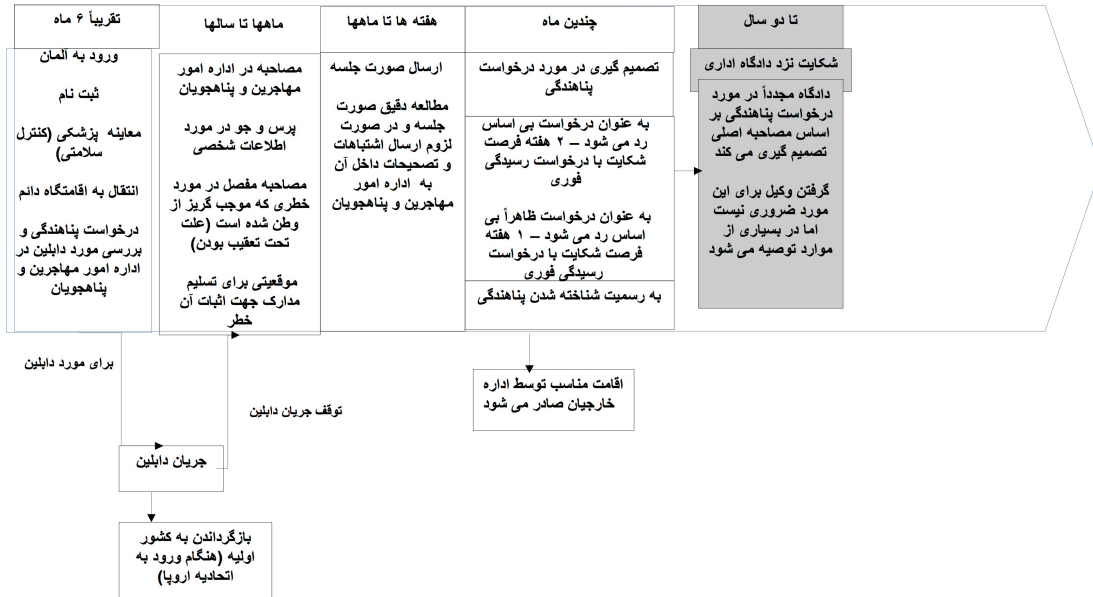 تقریباً ۶ ماه
ورود به آلمان
ثبت نام
معاینه پزشکی (کنترل
سلامتی)
انتقال به اقامتگاه دائم
درخواست پناهندگی و
بررسی مورد دابلین در
اداره امور مهاجرین و
پناهجویان
ماهها تا سالها
مصاحبه در اداره امور
مهاجرین و پناهجویان
پرس و جو در مورد
اطلاعات شخصی
مصاحبه مفصل در مورد
خطری که موجب گریز از
وطن شده است (علت
تحت تعقیب بودن)
موقعیتی برای تسلیم
مدارک جهت اثبات آن
خطر
هفته ها تا ماهها
ارسال صورت جلسه
مطالعه دقیق صورت
جلسه و در صورت
لزوم ارسال اشتباهات
و تصحیحات داخل آن
به اداره امور
مهاجرین و پناهجویان
چندین ماه
تصمیم گیری در مورد درخواست
پناهندگی
به عنوان درخواست بی اساس
رد می شود – ۲ هفته فرصت
شکایت با درخواست رسیدگی
فوری
به عنوان درخواست ظاهراً بی
اساس رد می شود – ۱ هفته
فرصت شکایت با درخواست
رسیدگی فوری
به رسمیت شناخته شدن پناهندگی
تا دو سال
شکایت نزد دادگاه اداری
دادگاه مجدداً در مورد
درخواست پناهندگی بر
اساس مصاحبه اصلی
تصمیم گیری می کند
گرفتن وکیل برای این
مورد ضروری نیست
اما در بسیاری از
موارد توصیه می شود
برای مورد دابلین
توقف جریان دابلین
اقامت مناسب توسط اداره
خارجیان صادر می شود
جریان دابلین
بازگرداندن به کشور
اولیه (هنگام ورود به
اتحادیه اروپا)